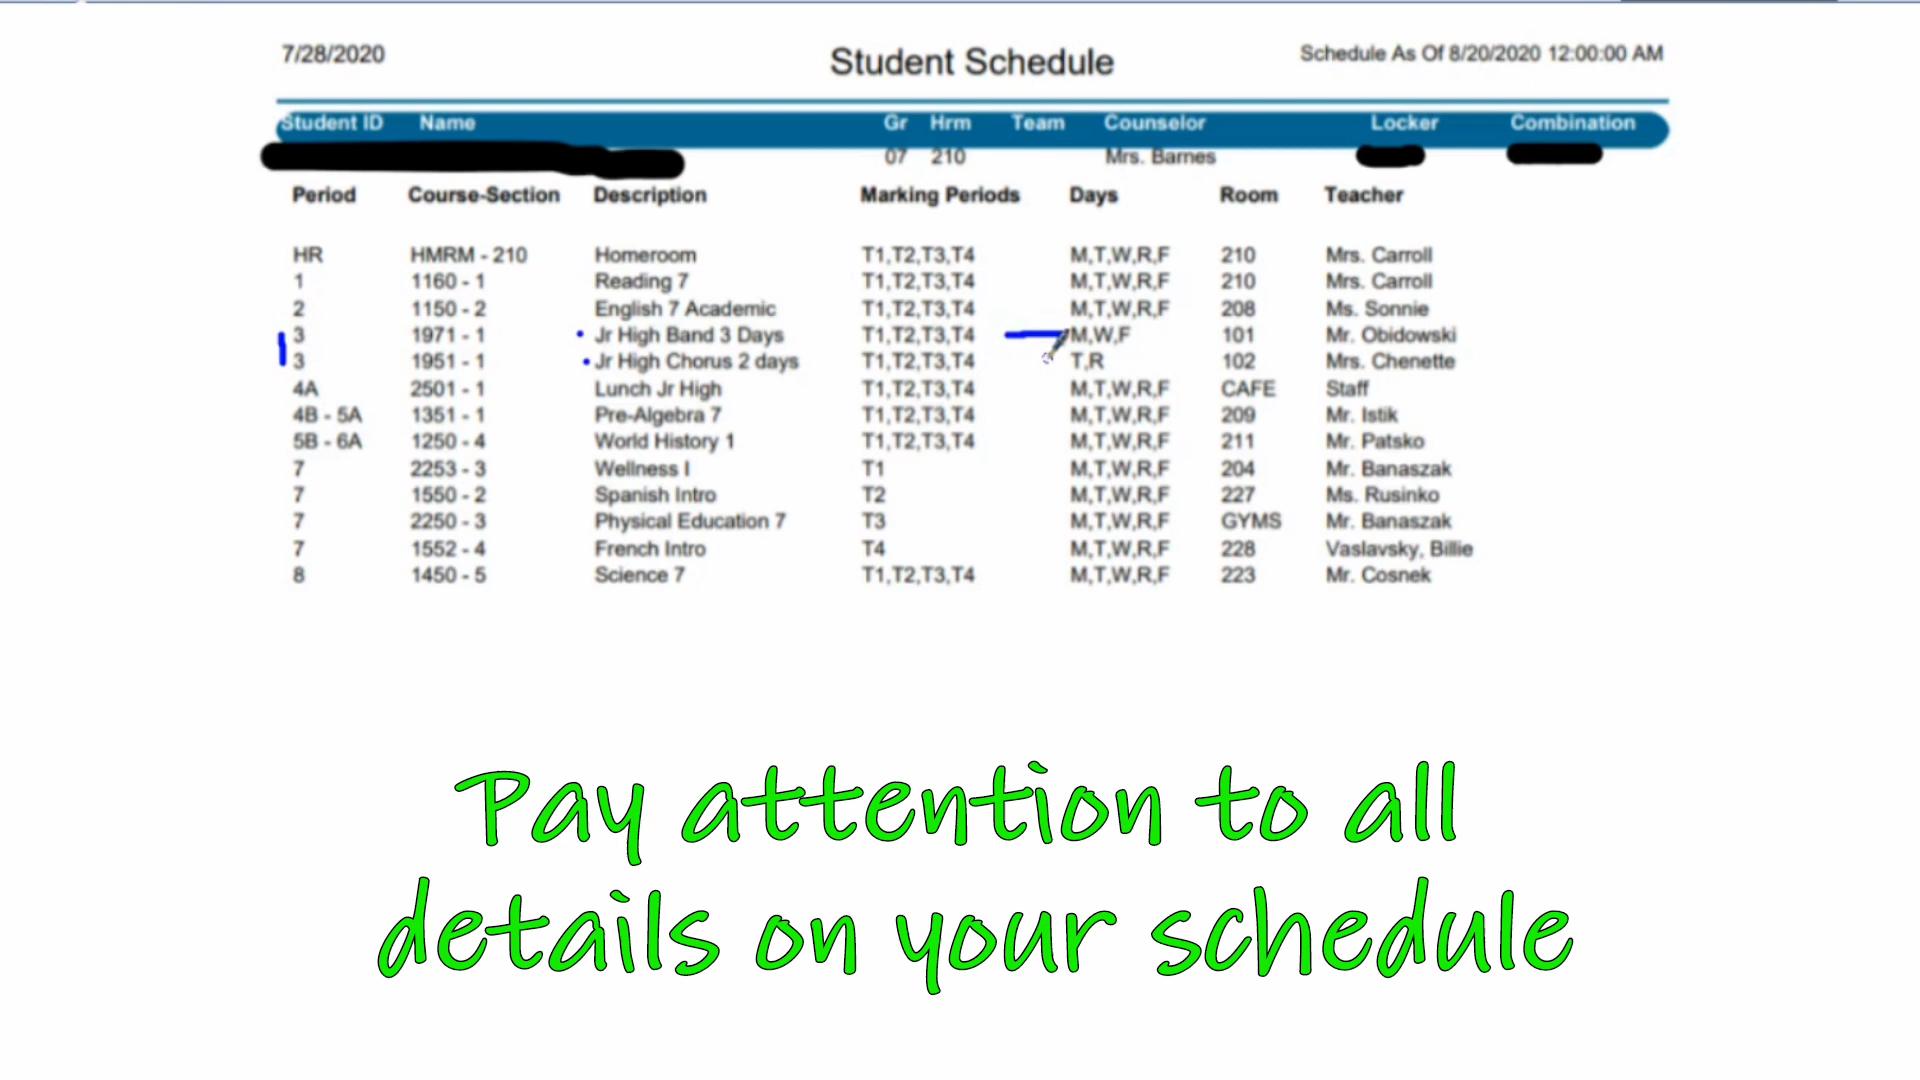 7/28/2020 Student Schedule Schedule As Of 8/20/2020 12:00:00 AM
Student ID Name Gr Hrm Team Counselor Locker Combination
07 210 Mrs. Barnes
Period Course-Section Description Marking Periods Days Room Teacher
HR HMRM - 210 Homeroom T1,T2,T3,T4 M,T,W,R,F 210 Mrs. Carroll
1 1160 - 1 Reading 7 T1,T2,T3,T4 M,T,W,R,F 210 Mrs. Carroll
2 1150 - 2 English 7 Academic T1,T2,T3,T4 M,T,W,R,F 208 Ms. Sonnie
3 1971 - 1 Jr High Band 3 Days T1,T2,T3,T4 M,W,F 101 Mr. Obidowski
3 1951 - 1 Jr High Chorus 2 days T1,T2,T3,T4 T,R 102 Mrs. Chenette
4A 2501 - 1 Lunch Jr High T1,T2,T3,T4 M,T,W,R,F CAFE Staff
4B - 5A 1351 - 1 Pre-Algebra 7 T1,T2,T3,T4 M,T,W,R,F 209 Mr. Istik
5B - 6A 1250 - 4 World History 1 T1,T2,T3,T4 M,T,W,R,F 211 Mr. Patsko
7 2253 - 3 Wellness I T1 M,T,W,R,F 204 Mr. Banaszak
7 1550 - 2 Spanish Intro T2 M,T,W,R,F 227 Ms. Rusinko
7 2250 - 3 Physical Education 7 T3 M,T,W,R,F GYMS Mr. Banaszak
7 1552 - 4 French Intro T4 M,T,W,R,F 228 Vaslavsky, Billie
8 1450 - 5 Science 7 T1,T2,T3,T4 M,T,W,R,F 223 Mr. Cosnek
Pay attention to all
details on your schedule